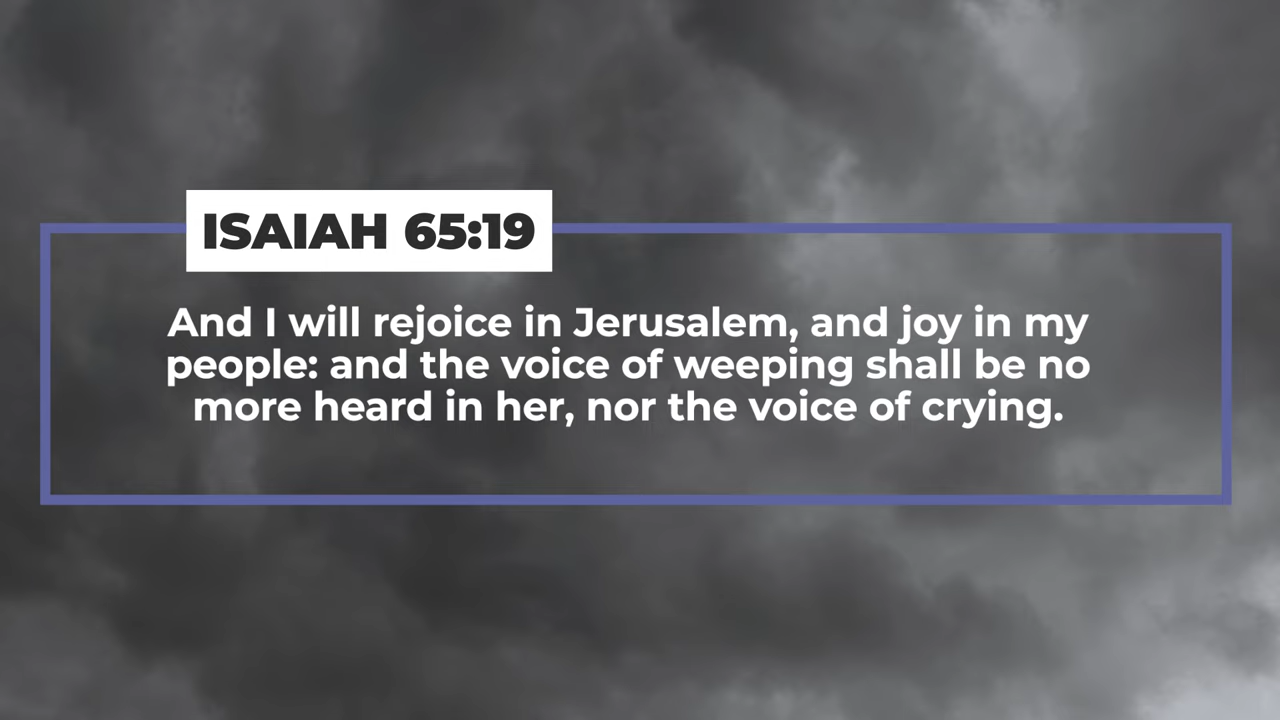 ISAIAH 65:19
And I will rejoice in Jerusalem, and joy in my
people: and the voice of weeping shall be no
more heard in her, nor the voice of crying.